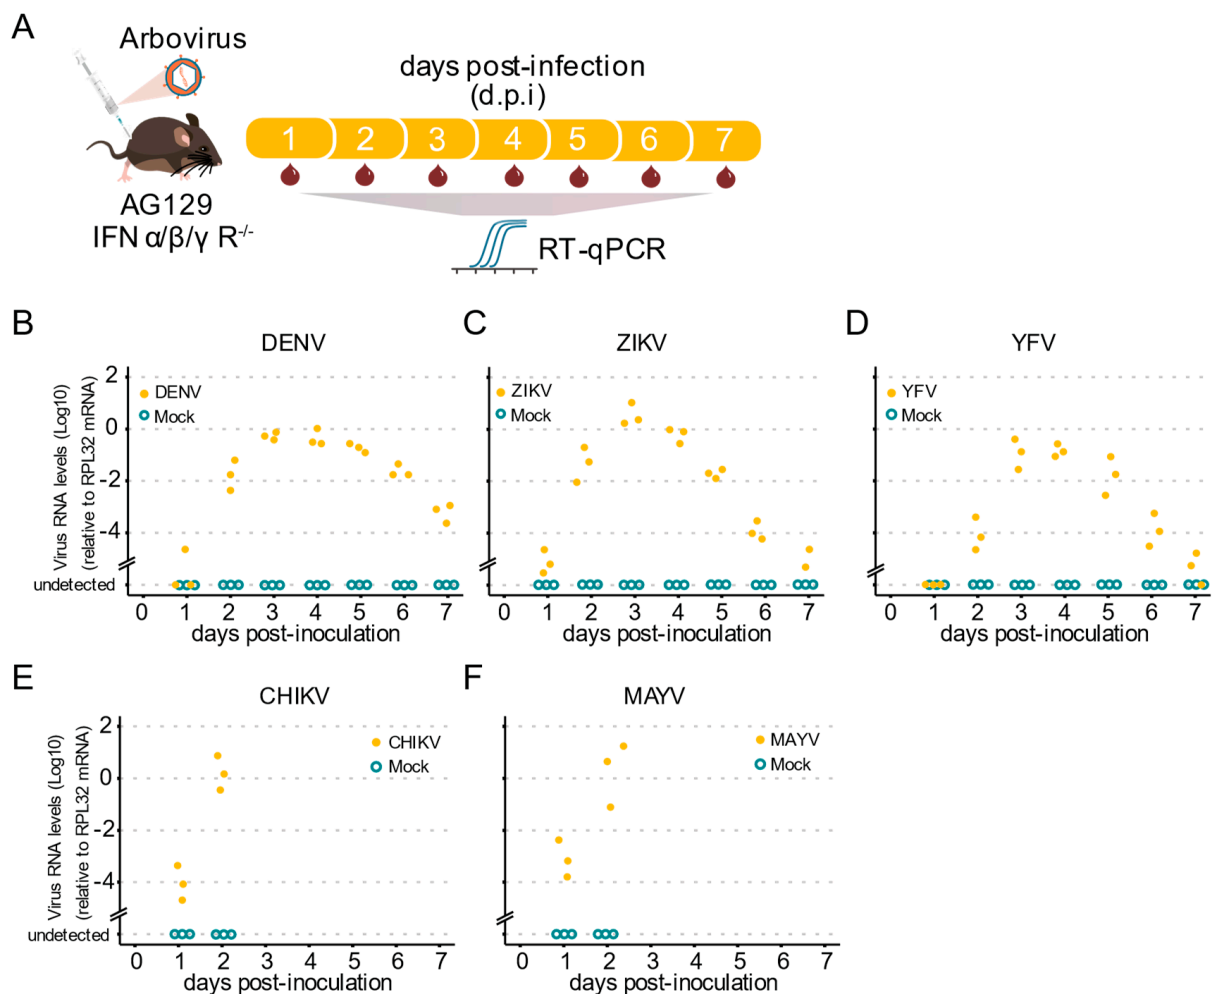 A
Arbovirus
days post-infection
(d.p.i)
1 2 3 4 5 6 7
AG129
IFN α/β/γ R-/-
RT-qPCR
B
DENV
Virus RNA levels (Log10)
(relative to RPL32 mRNA)
2
0
-2
-4
undetected
DENV
Mock
0 1 2 3 4 5 6 7
days post-inoculation
C
ZIKV
ZIKV
Mock
0 1 2 3 4 5 6 7
days post-inoculation
D
YFV
YFV
Mock
0 1 2 3 4 5 6 7
days post-inoculation
E
CHIKV
Virus RNA levels (Log10)
(relative to RPL32 mRNA)
2
0
-2
-4
undetected
CHIKV
Mock
0 1 2 3 4 5 6 7
days post-inoculation
F
MAYV
MAYV
Mock
0 1 2 3 4 5 6 7
days post-inoculation